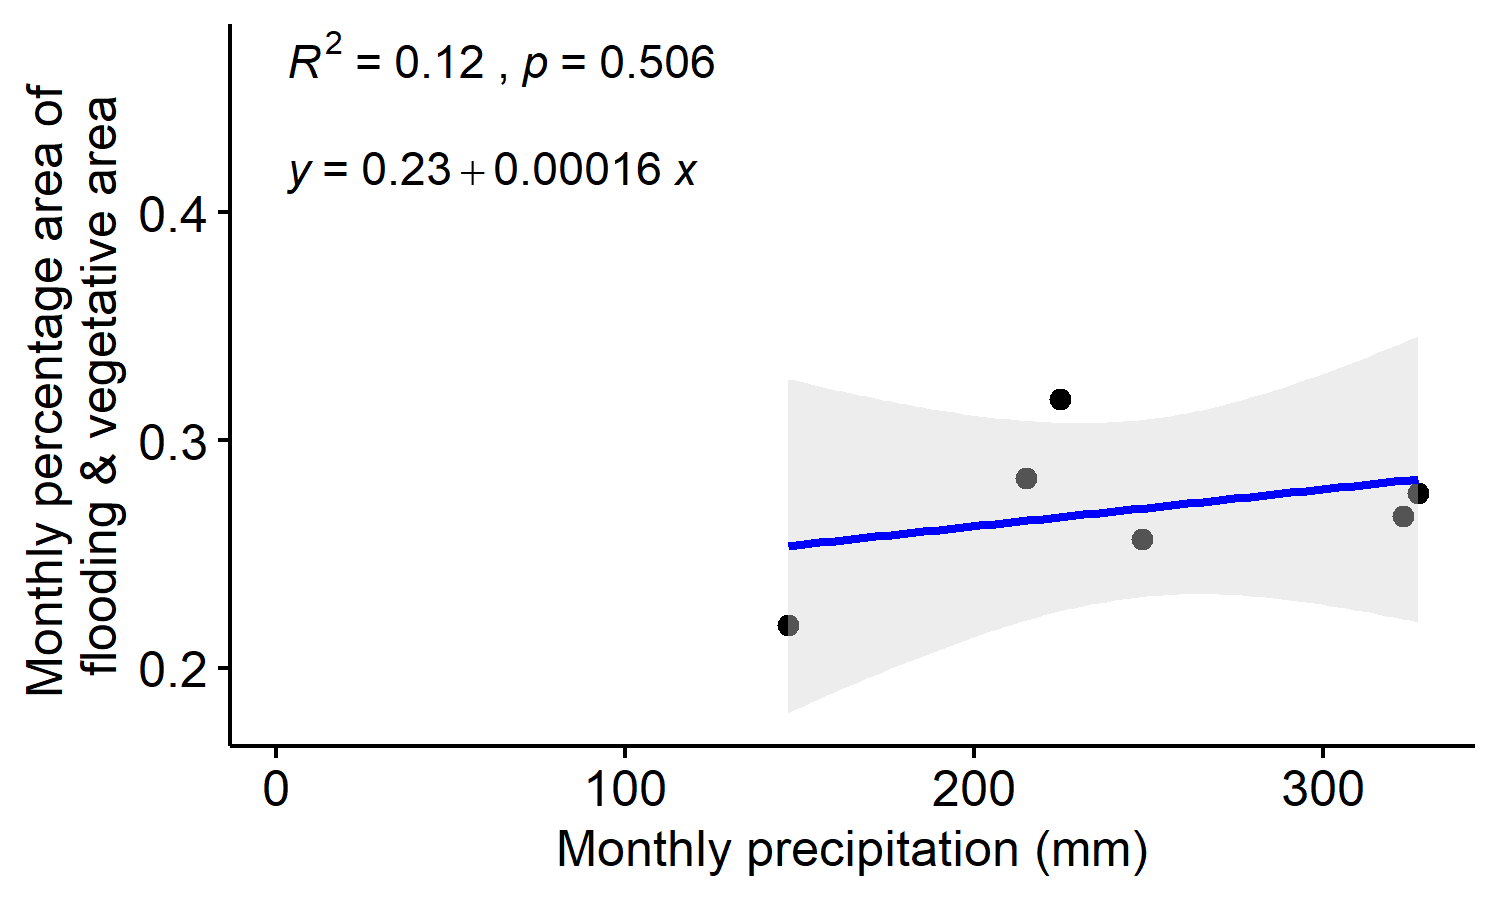 R² = 0.12 , p = 0.506
y = 0.23 + 0.00016 x
Monthly percentage area of
flooding & vegetative area
0.4
0.3
0.2
0 100 200 300
Monthly precipitation (mm)